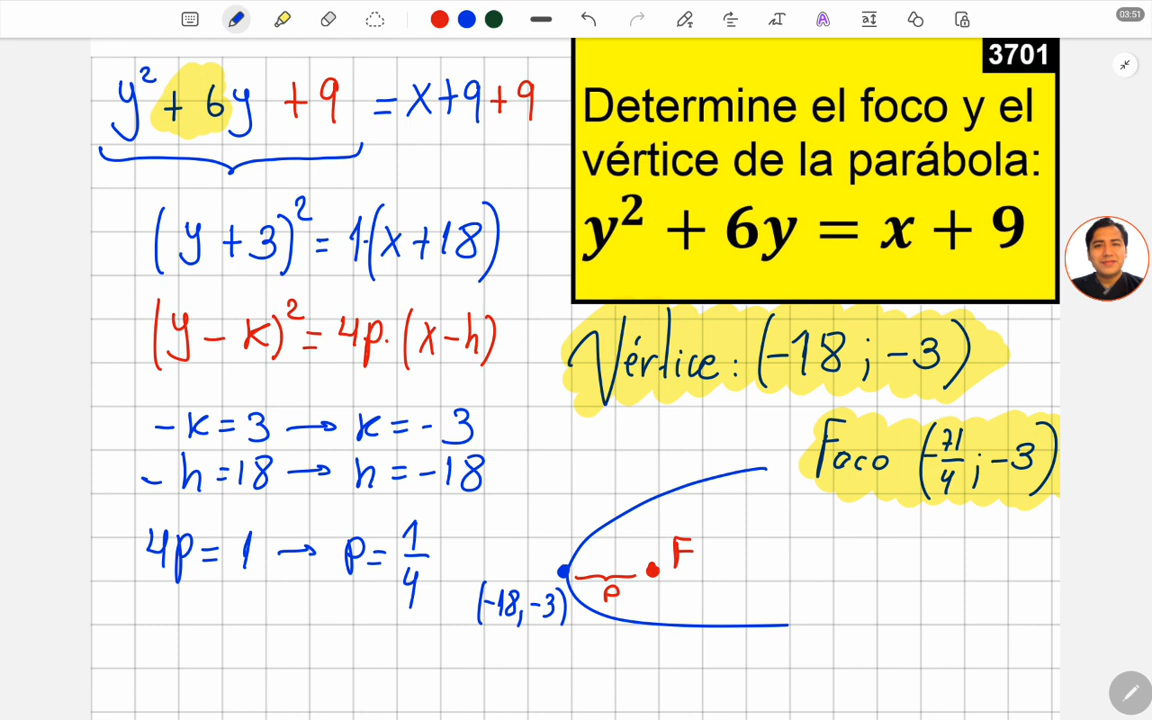 03:51
3701
Determine el foco y el
vértice de la parábola:
y² + 6y = x + 9
y² + 6y + 9 = x + 9 + 9
(y + 3)² = 1·(x + 18)
(y − k)² = 4p·(x − h)
−k = 3 → k = −3
−h = 18 → h = −18
4p = 1 → p = 1/4
Vértice: (−18 ; −3)
Foco (−71/4 ; −3)
F
p
(−18, −3)